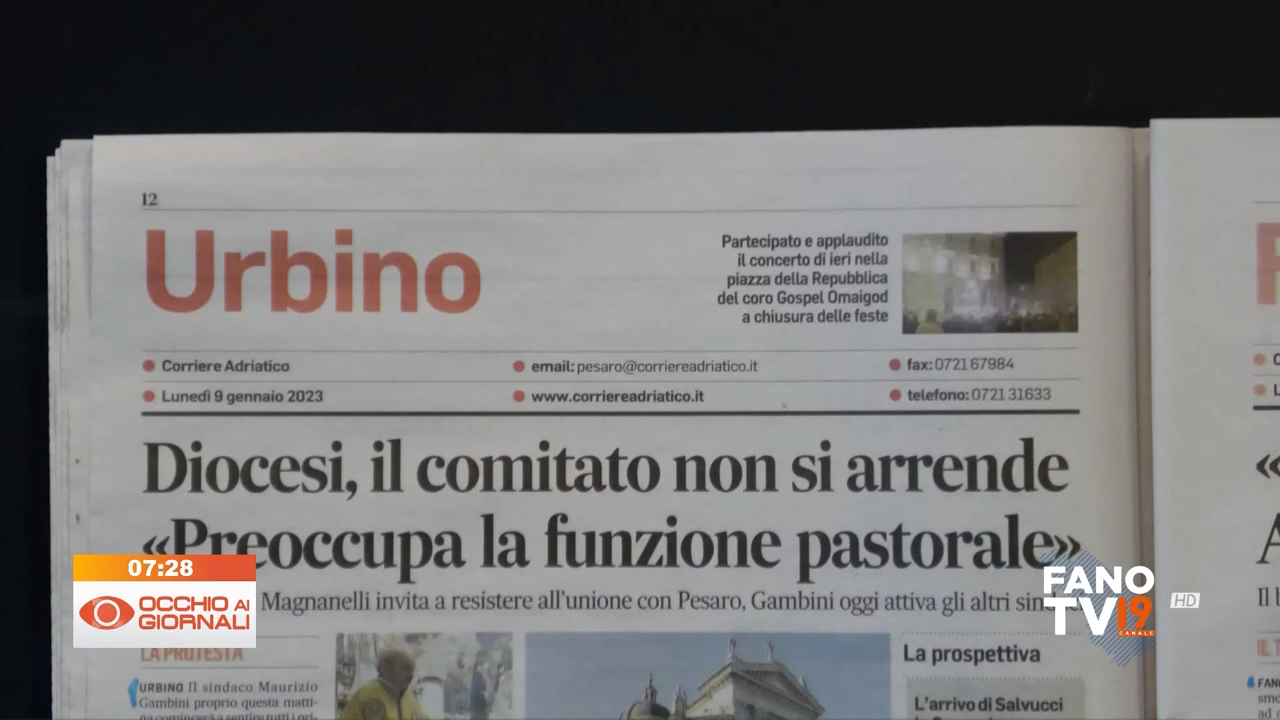 12
Urbino
Partecipato e applaudito
il concerto di ieri nella
piazza della Repubblica
del coro Gospel Omaigod
a chiusura delle feste
Corriere Adriatico
email: pesaro@corriereadriatico.it
fax: 0721 67984
Lunedì 9 gennaio 2023
www.corriereadriatico.it
telefono: 0721 31633
Diocesi, il comitato non si arrende
«Preoccupa la funzione pastorale»
Magnanelli invita a resistere all'unione con Pesaro, Gambini oggi attiva gli altri
LA PROTESTA
URBINO Il sindaco Maurizio
Gambini proprio questa matti-
La prospettiva
L'arrivo di Salvucci
07:28
OCCHIO AI
GIORNALI
FANO
TV19
CANALE
HD